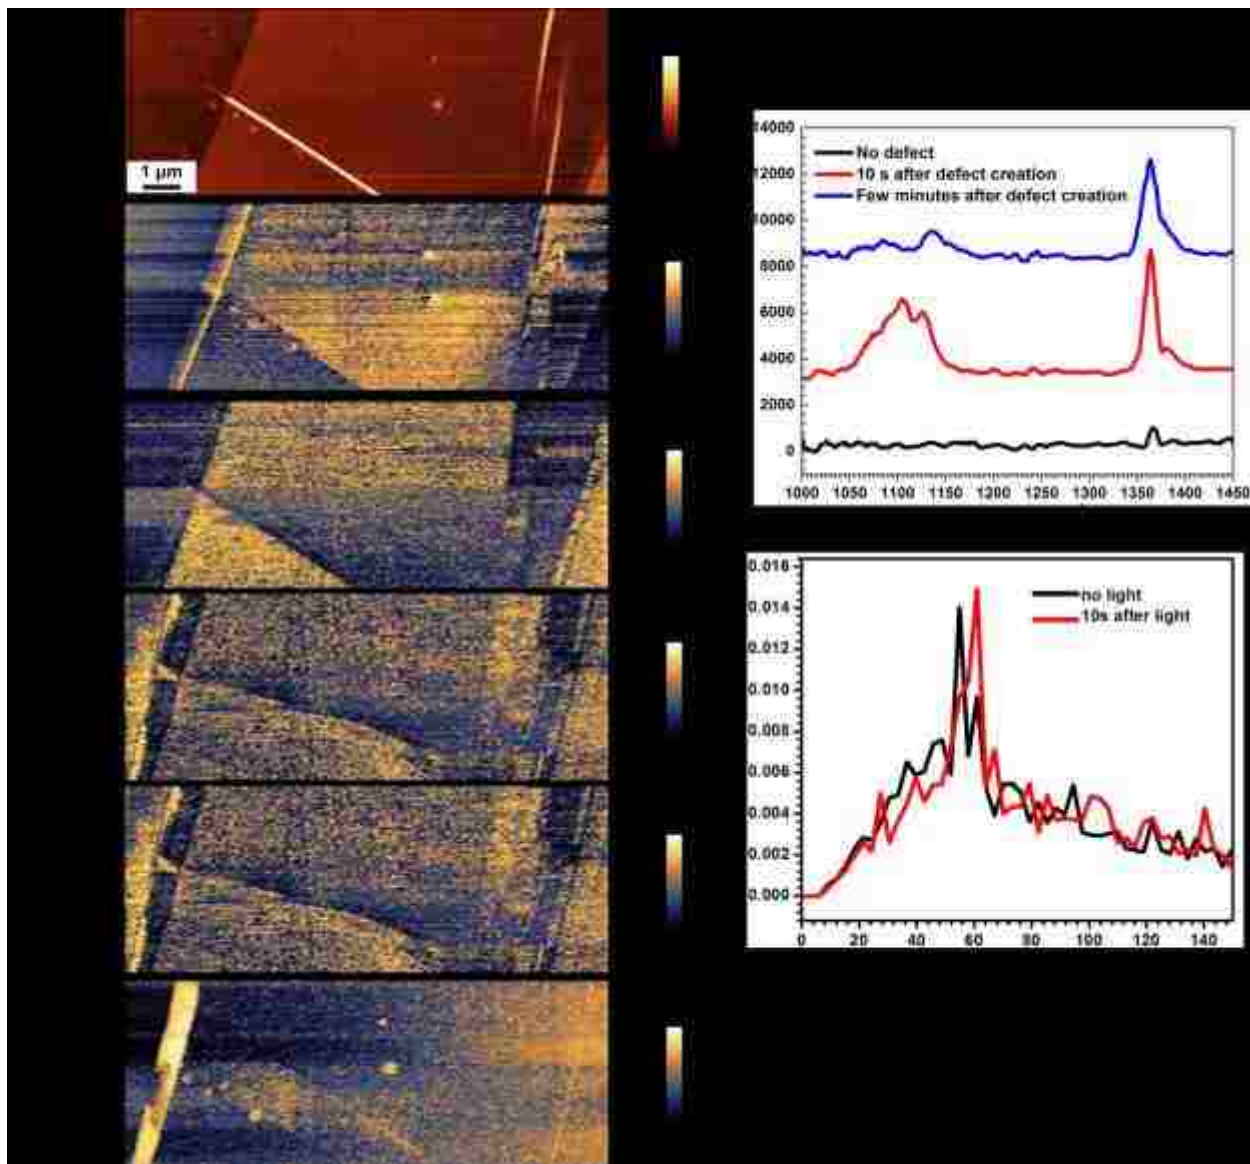 1 µm
14000
12000
10000
8000
6000
4000
2000
0
No defect
10 s after defect creation
Few minutes after defect creation
1000 1050 1100 1150 1200 1250 1300 1350 1400 1450
0.016
0.014
0.012
0.010
0.008
0.006
0.004
0.002
0.000
no light
10s after light
0 20 40 60 80 100 120 140